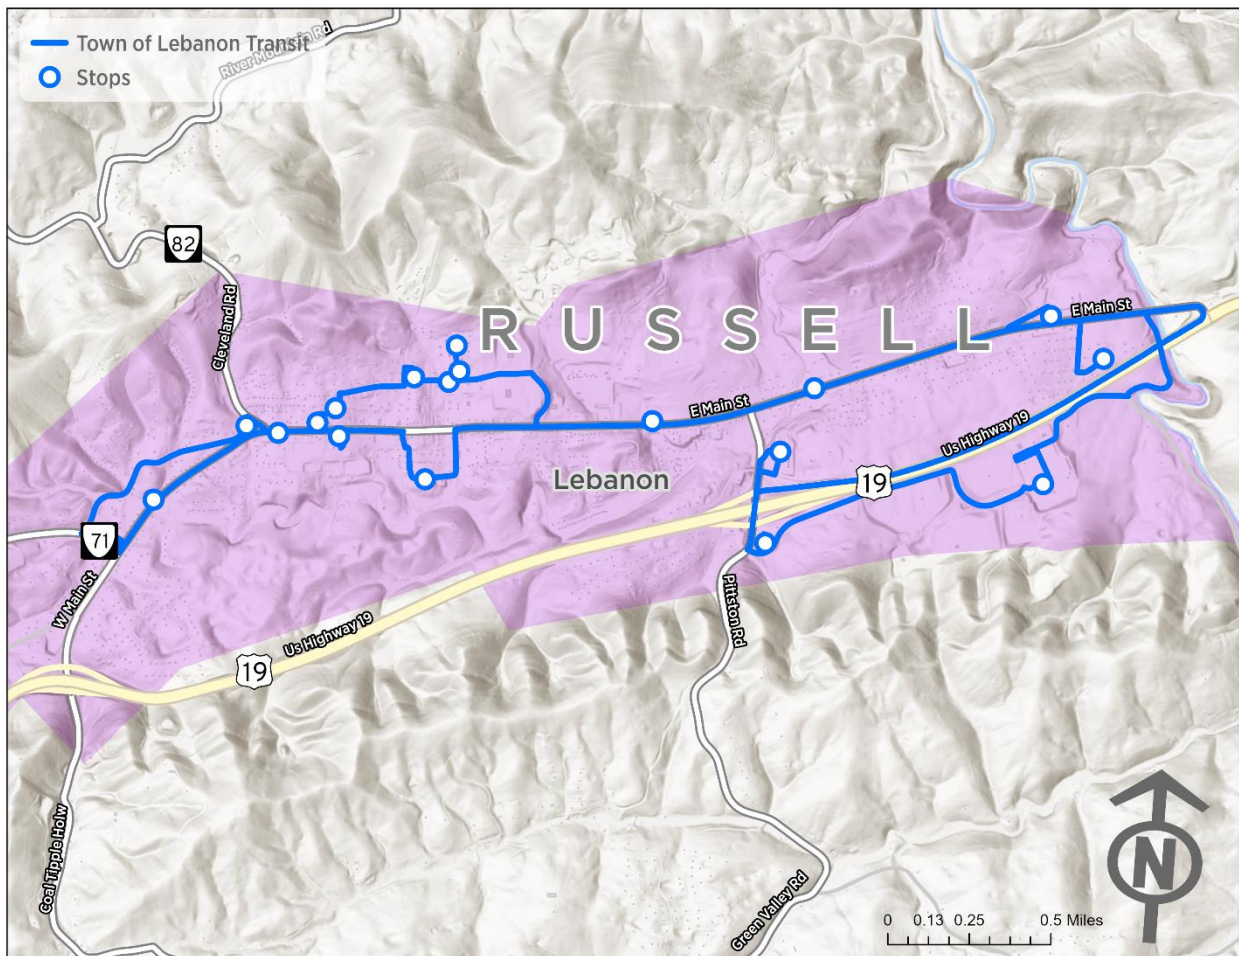 Town of Lebanon Transit
Stops
River Mountain Rd
82
Cleveland Rd
RUSSELL
E Main St
E Main St
Us Highway 19
Lebanon
19
71
W Main St
Us Highway 19
19
Pittston Rd
Coal Tipple Holw
Green Valley Rd
N
0 0.13 0.25 0.5 Miles